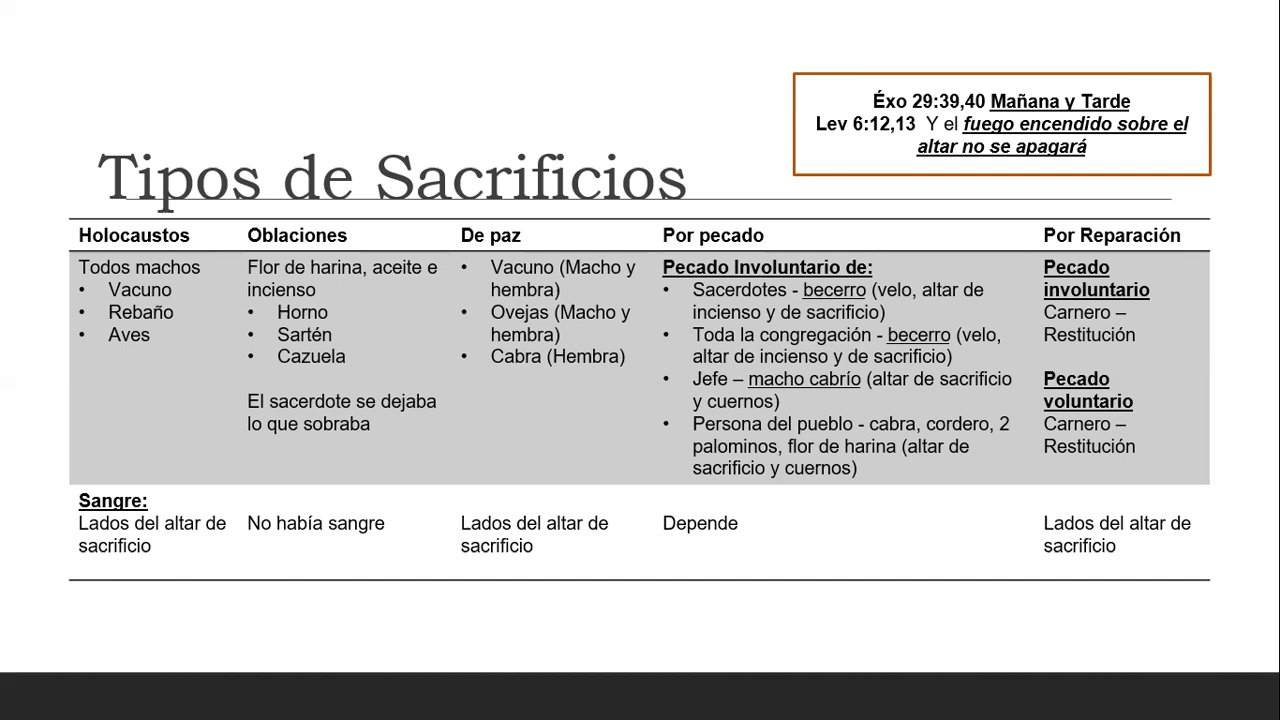 Éxo 29:39,40 Mañana y Tarde
Lev 6:12,13 Y el fuego encendido sobre el
altar no se apagará
Tipos de Sacrificios
Holocaustos
Todos machos
• Vacuno
• Rebaño
• Aves
Sangre:
Lados del altar de
sacrificio
Oblaciones
Flor de harina, aceite e
incienso
• Horno
• Sartén
• Cazuela
El sacerdote se dejaba
lo que sobraba
No había sangre
De paz
• Vacuno (Macho y
hembra)
• Ovejas (Macho y
hembra)
• Cabra (Hembra)
Lados del altar de
sacrificio
Por pecado
Pecado Involuntario de:
• Sacerdotes - becerro (velo, altar de
incienso y de sacrificio)
• Toda la congregación - becerro (velo,
altar de incienso y de sacrificio)
• Jefe – macho cabrío (altar de sacrificio
y cuernos)
• Persona del pueblo - cabra, cordero, 2
palominos, flor de harina (altar de
sacrificio y cuernos)
Depende
Por Reparación
Pecado
involuntario
Carnero –
Restitución
Pecado
voluntario
Carnero –
Restitución
Lados del altar de
sacrificio